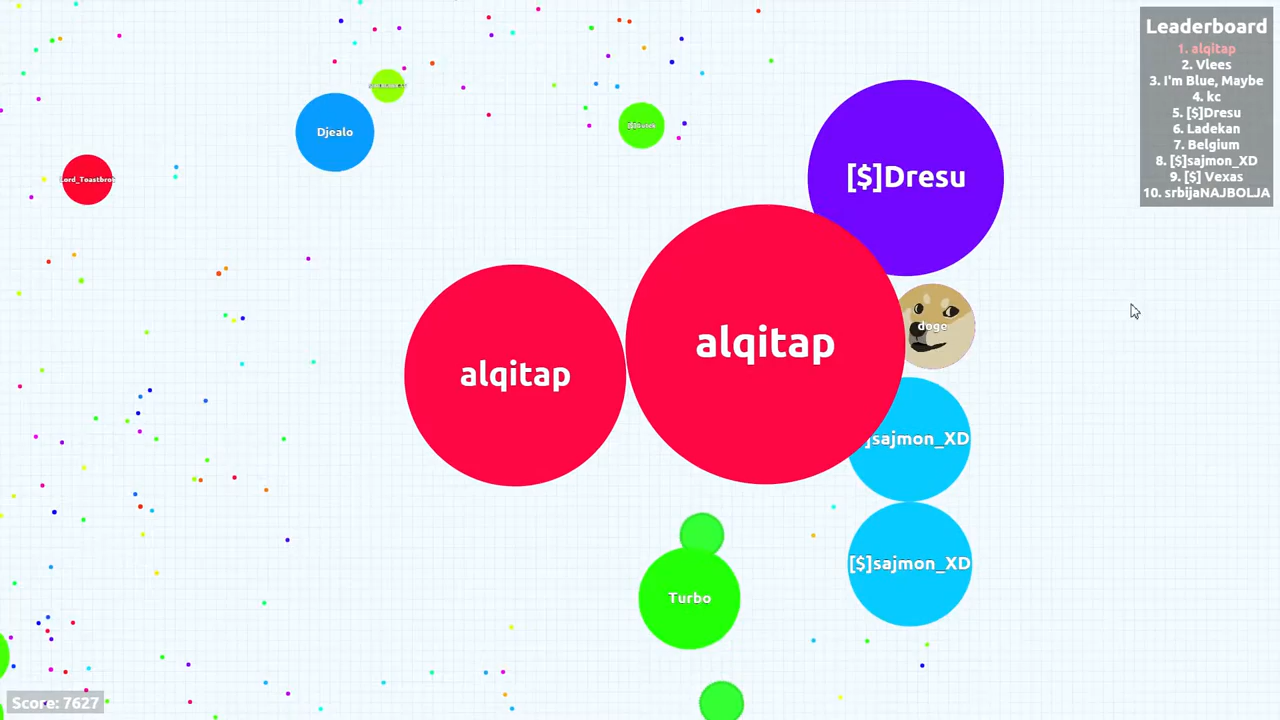 Leaderboard
1. alqitap
2. Vlees
3. I'm Blue, Maybe
4. kc
5. [$]Dresu
6. Ladekan
7. Belgium
8. [$]sajmon_XD
9. [$] Vexas
10. srbijaNAJBOLJA
Djealo
Lord_Toastbrot
[$]Dresu
doge
alqitap
alqitap
]sajmon_XD
[$]sajmon_XD
Turbo
Score: 7627